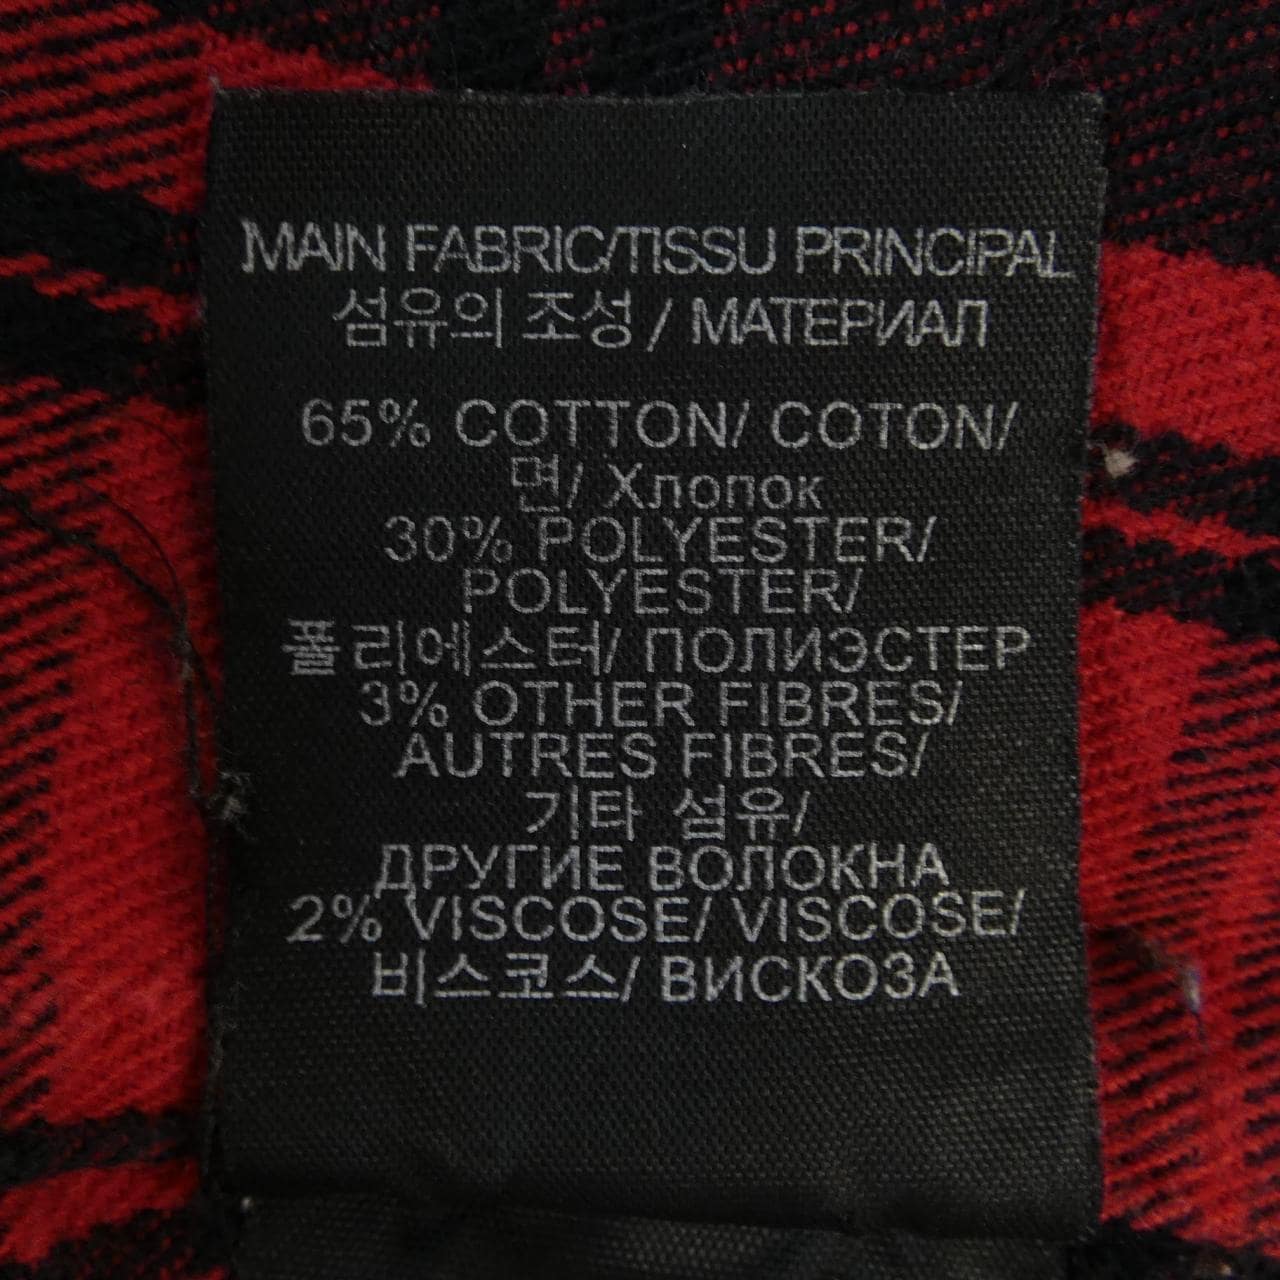 MAIN FABRIC/TISSU PRINCIPAL
섬유의 조성 / МАТЕРИАЛ
65% COTTON/ COTON/
면/ Хлопок
30% POLYESTER/
POLYESTER/
폴리에스터/ ПОЛИЭСТЕР
3% OTHER FIBRES/
AUTRES FIBRES/
기타 섬유/
ДРУГИЕ ВОЛОКНА
2% VISCOSE/ VISCOSE/
비스코스/ ВИСКОЗА